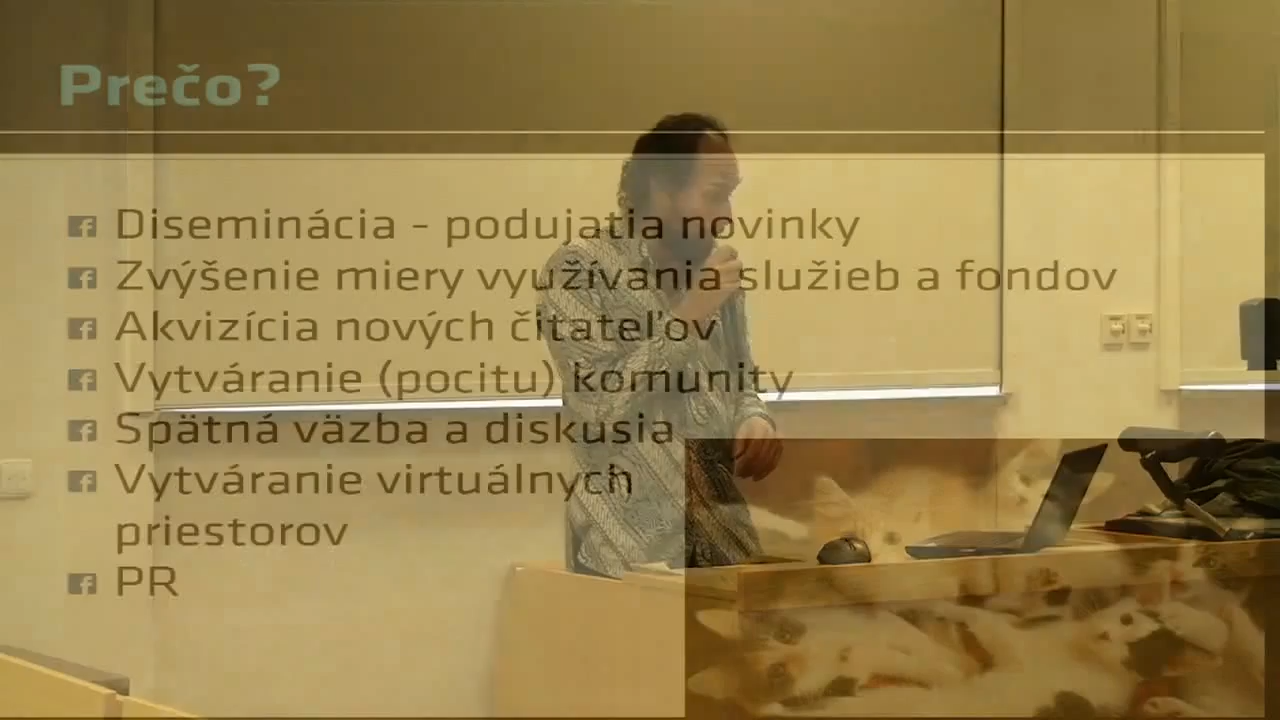 Prečo?
Diseminácia - podujatia novinky
Zvýšenie miery využívania služieb a fondov
Akvizícia nových čitateľov
Vytváranie (pocitu) komunity
Spätná väzba a diskusia
Vytváranie virtuálnych
priestorov
PR